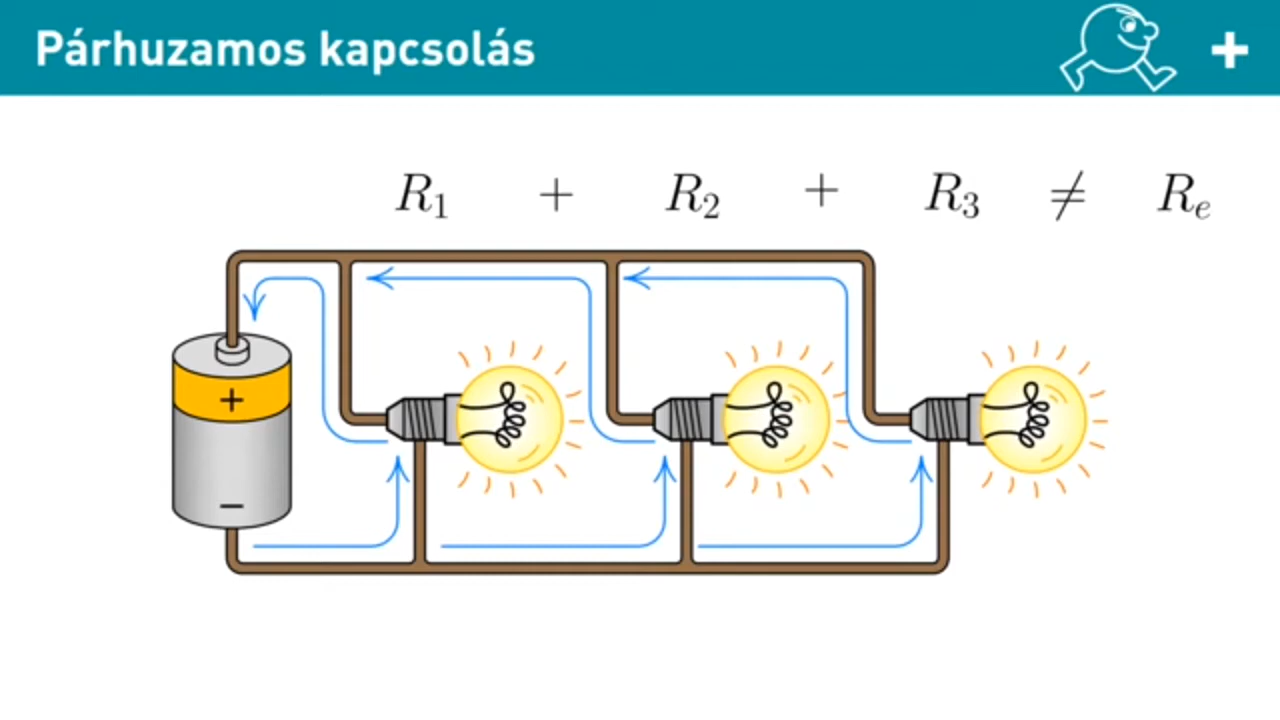 Párhuzamos kapcsolás +
R₁ + R₂ + R₃ ≠ Rₑ
+
−